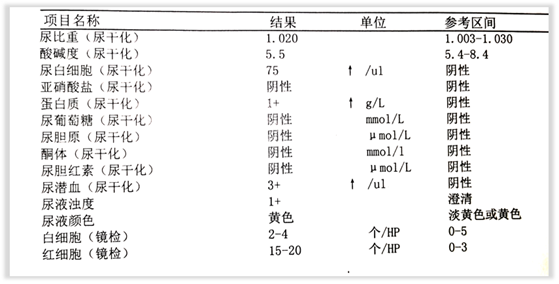 项目名称 结果 单位 参考区间
尿比重（尿干化） 1.020 1.003-1.030
酸碱度（尿干化） 5.5 5.4-8.4
尿白细胞（尿干化） 75 ↑ /ul 阴性
亚硝酸盐（尿干化） 阴性 阴性
蛋白质（尿干化） 1+ ↑ g/L 阴性
尿葡萄糖（尿干化） 阴性 mmol/L 阴性
尿胆原（尿干化） 阴性 μmol/L 阴性
酮体（尿干化） 阴性 mmol/l 阴性
尿胆红素（尿干化） 阴性 μmol/L 阴性
尿潜血（尿干化） 3+ ↑ /ul 阴性
尿液浊度 1+ 澄清
尿液颜色 黄色 淡黄色或黄色
白细胞（镜检） 2-4 个/HP 0-5
红细胞（镜检） 15-20 个/HP 0-3